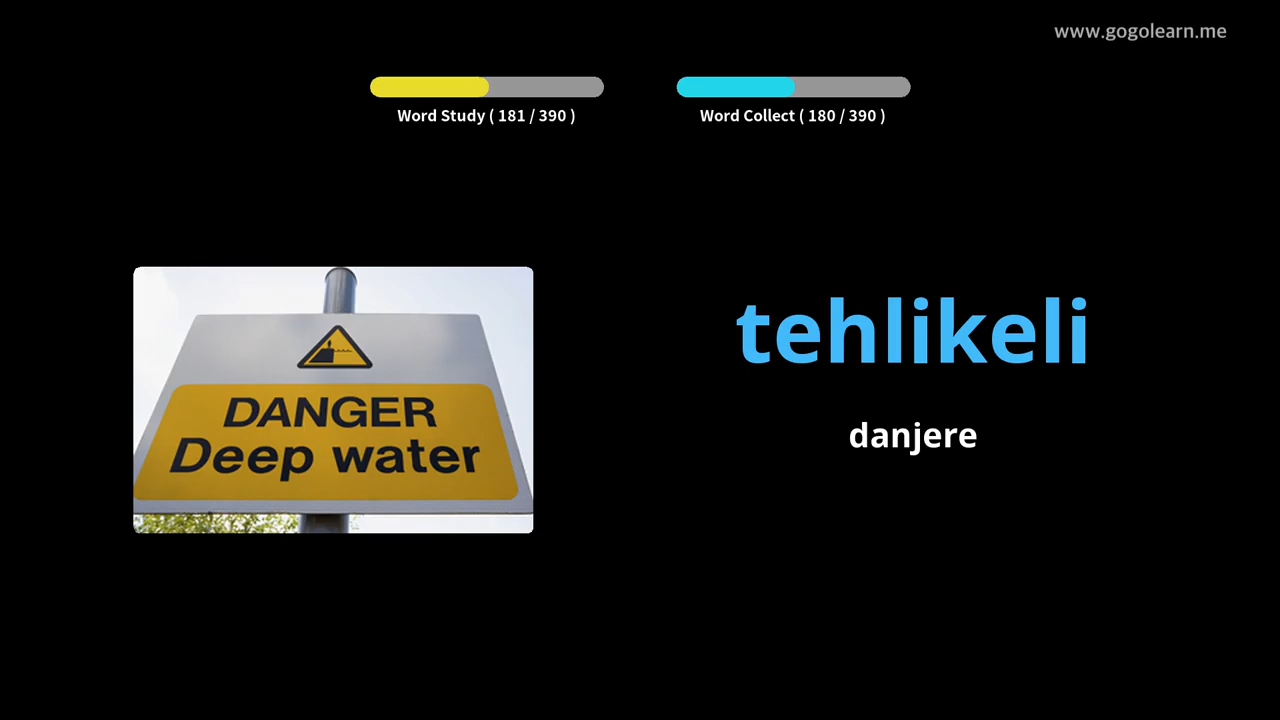 www.gogolearn.me
Word Study ( 181 / 390 )
Word Collect ( 180 / 390 )
DANGER
Deep water
tehlikeli
danjere